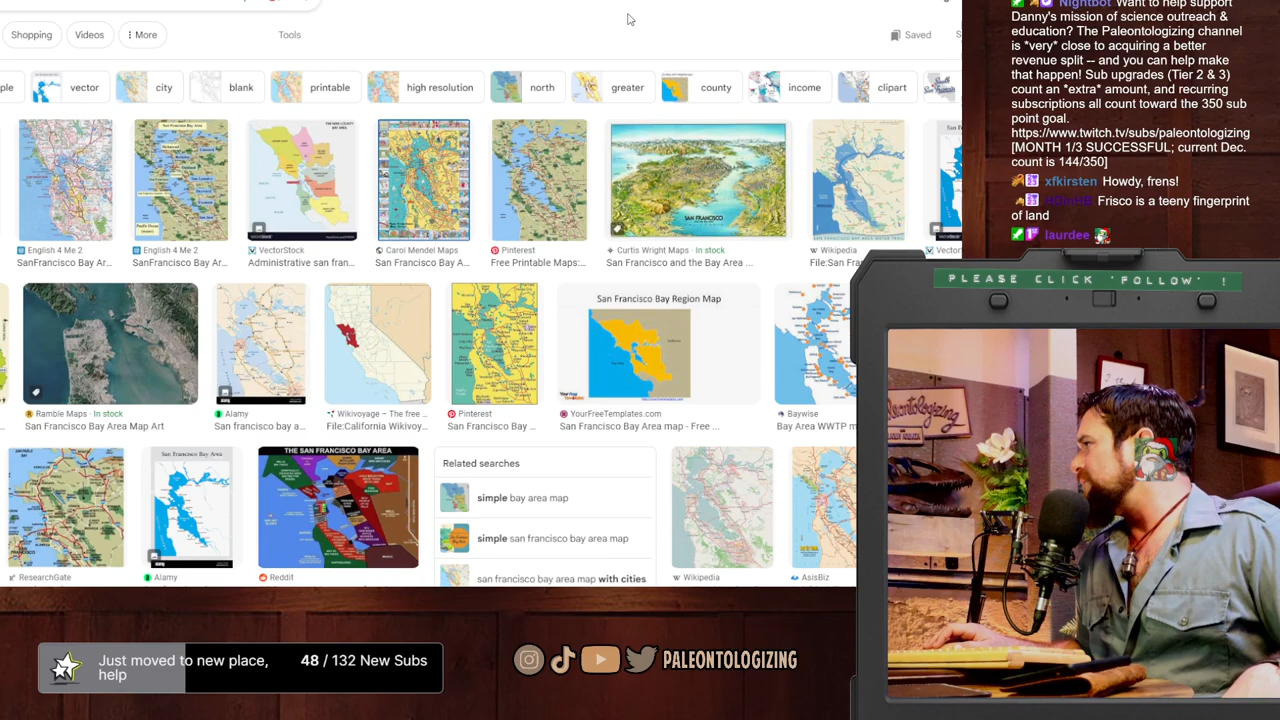 Shopping
Videos
More
Tools
Saved
ple
vector
city
blank
printable
high resolution
north
greater
county
income
clipart
English 4 Me 2
SanFrancisco Bay Ar...
English 4 Me 2
SanFrancisco Bay Ar...
VectorStock
Administrative san fran...
Carol Mendel Maps
San Francisco Bay A...
Pinterest
Free Printable Maps:...
SAN FRANCISCO
Curtis Wright Maps · In stock
San Francisco and the Bay Area ...
Wikipedia
File:San Fra
Vecto
Ramble Maps · In stock
San Francisco Bay Area Map Art
Alamy
San francisco bay a...
Wikivoyage – The free ...
File:California Wikivoy...
Pinterest
San Francisco Bay ...
San Francisco Bay Region Map
YourFreeTemplates.com
San Francisco Bay Area map - Free ...
Baywise
Bay Area WWTP m
ResearchGate
San Francisco Bay Area
Alamy
THE SAN FRANCISCO BAY AREA
Reddit
Related searches
simple bay area map
simple san francisco bay area map
san francisco bay area map with cities
Wikipedia
AsisBiz
Nightbot Want to help support
Danny's mission of science outreach &
education? The Paleontologizing channel
is *very* close to acquiring a better
revenue split -- and you can help make
that happen! Sub upgrades (Tier 2 & 3)
count an *extra* amount, and recurring
subscriptions all count toward the 350 sub
point goal.
https://www.twitch.tv/subs/paleontologizing
[MONTH 1/3 SUCCESSFUL; current Dec.
count is 144/350]
xfkirsten Howdy, frens!
Frisco is a teeny fingerprint
of land
laurdee
PLEASE CLICK "FOLLOW" !
Paleontologizing
Just moved to new place,
help
48 / 132 New Subs
PALEONTOLOGIZING